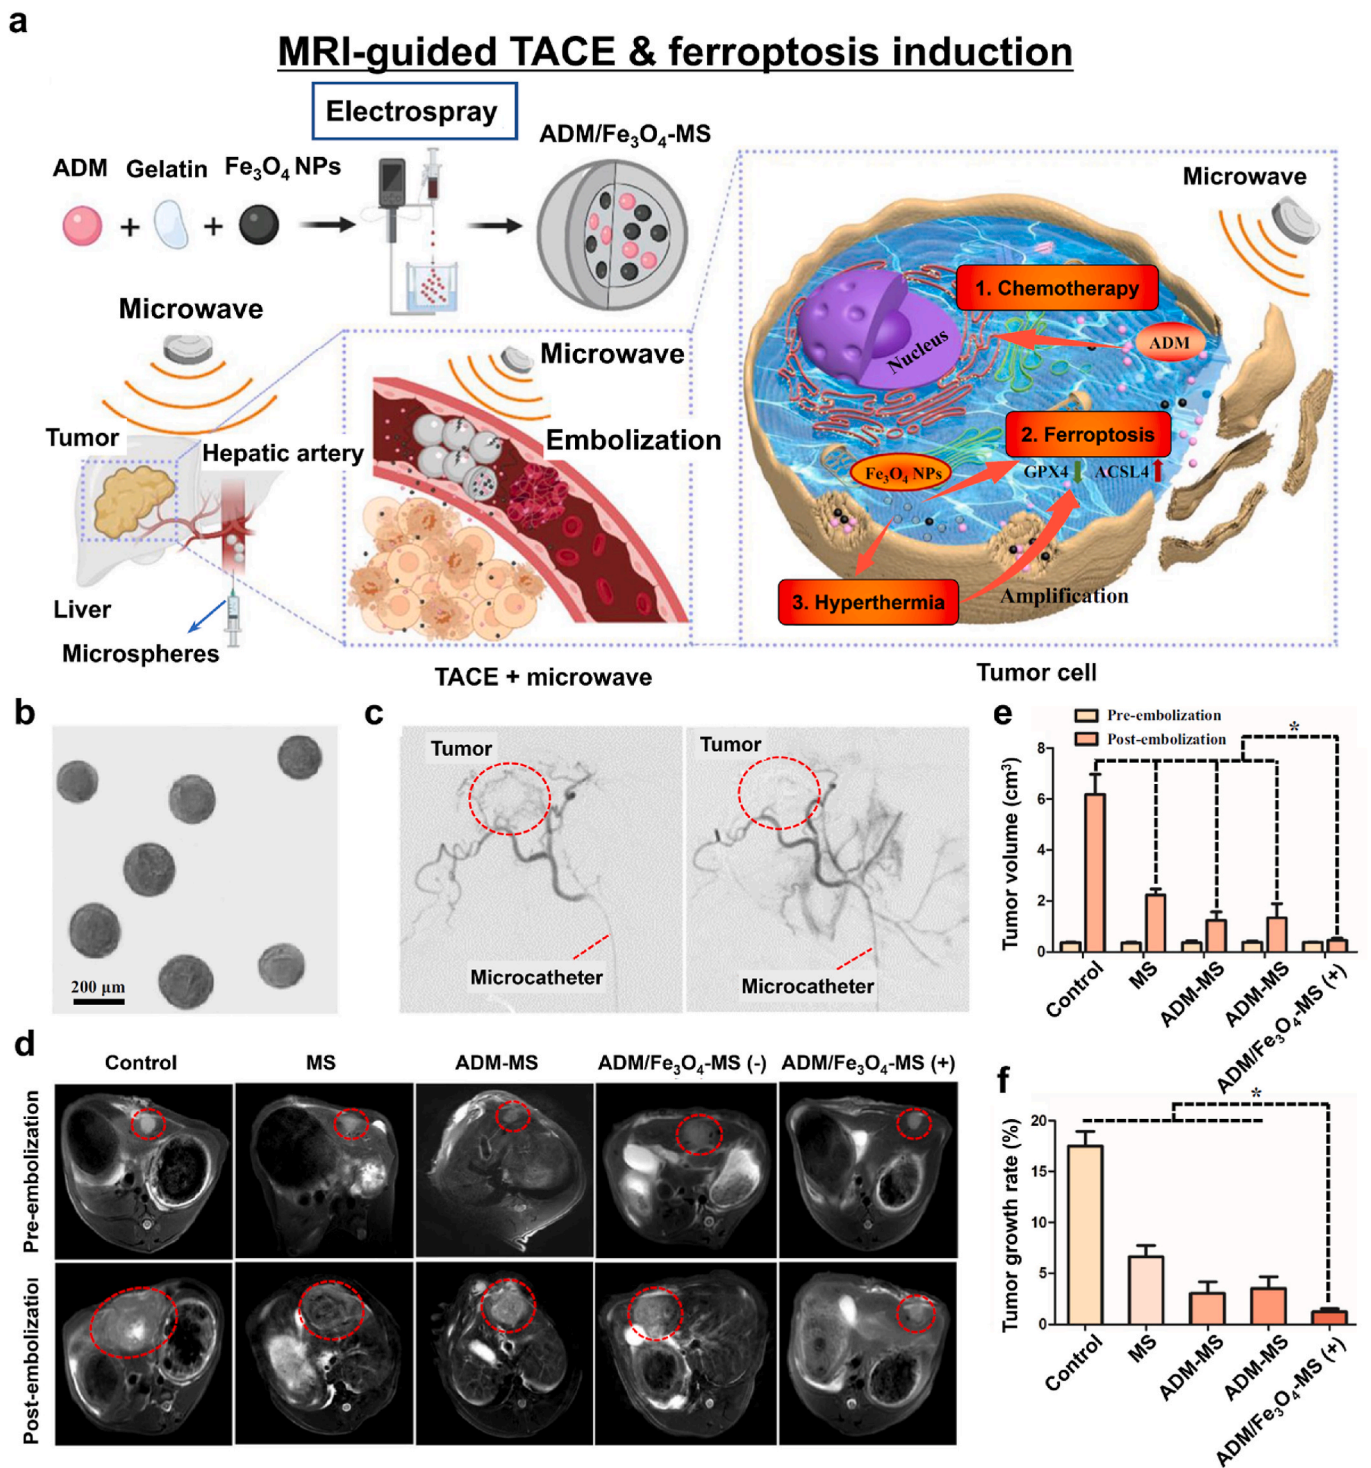 a
MRI-guided TACE & ferroptosis induction
Electrospray
ADM/Fe₃O₄-MS
ADM
Gelatin
Fe₃O₄ NPs
+
+
Microwave
Tumor
Hepatic artery
Liver
Microspheres
Microwave
Embolization
TACE + microwave
Microwave
1. Chemotherapy
Nucleus
ADM
2. Ferroptosis
Fe₃O₄ NPs
GPX4
ACSL4
3. Hyperthermia
Amplification
Tumor cell
b
200 μm
c
Tumor
Microcatheter
Tumor
Microcatheter
d
Control
MS
ADM-MS
ADM/Fe₃O₄-MS (-)
ADM/Fe₃O₄-MS (+)
Pre-embolization
Post-embolization
e
Pre-embolization
Post-embolization
*
Tumor volume (cm³)
8
6
4
2
0
Control
MS
ADM-MS
ADM-MS
ADM/Fe₃O₄-MS (+)
f
*
Tumor growth rate (%)
20
15
10
5
0
Control
MS
ADM-MS
ADM-MS
ADM/Fe₃O₄-MS (+)